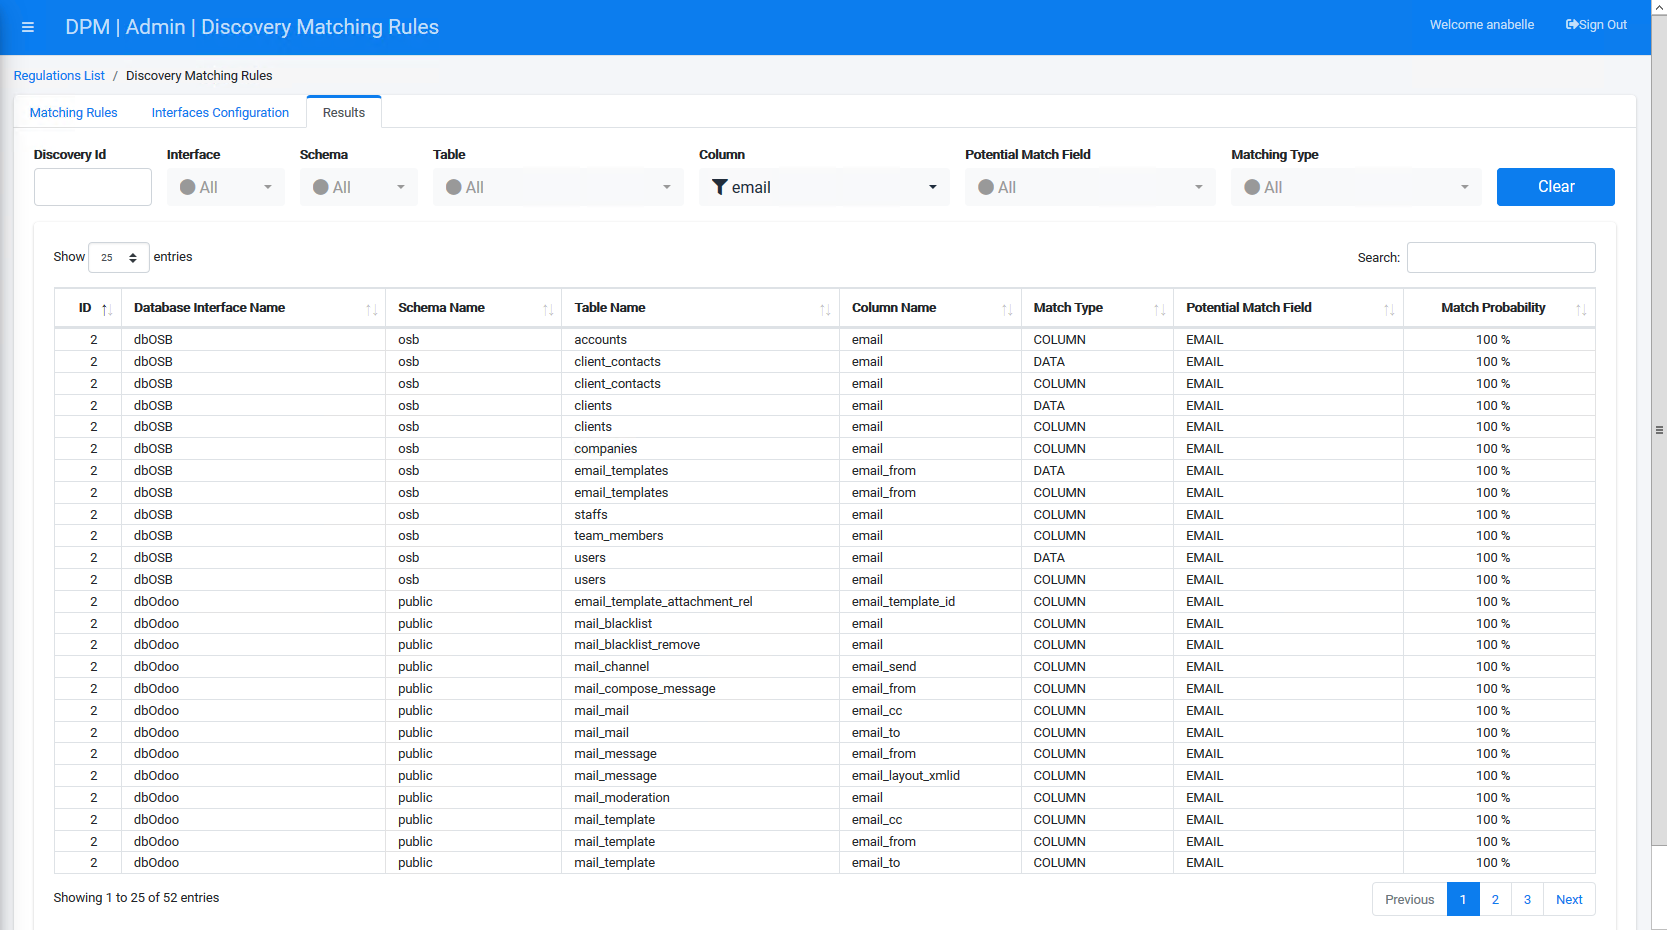 DPM | Admin | Discovery Matching Rules
Welcome anabelle
Sign Out
Regulations List / Discovery Matching Rules
Matching Rules Interfaces Configuration Results
Discovery Id Interface Schema Table Column Potential Match Field Matching Type
All All All email All All Clear
Show 25 entries Search:
ID Database Interface Name Schema Name Table Name Column Name Match Type Potential Match Field Match Probability
2 dbOSB osb accounts email COLUMN EMAIL 100 %
2 dbOSB osb client_contacts email DATA EMAIL 100 %
2 dbOSB osb client_contacts email COLUMN EMAIL 100 %
2 dbOSB osb clients email DATA EMAIL 100 %
2 dbOSB osb clients email COLUMN EMAIL 100 %
2 dbOSB osb companies email COLUMN EMAIL 100 %
2 dbOSB osb email_templates email_from DATA EMAIL 100 %
2 dbOSB osb email_templates email_from COLUMN EMAIL 100 %
2 dbOSB osb staffs email COLUMN EMAIL 100 %
2 dbOSB osb team_members email COLUMN EMAIL 100 %
2 dbOSB osb users email DATA EMAIL 100 %
2 dbOSB osb users email COLUMN EMAIL 100 %
2 dbOdoo public email_template_attachment_rel email_template_id COLUMN EMAIL 100 %
2 dbOdoo public mail_blacklist email COLUMN EMAIL 100 %
2 dbOdoo public mail_blacklist_remove email COLUMN EMAIL 100 %
2 dbOdoo public mail_channel email_send COLUMN EMAIL 100 %
2 dbOdoo public mail_compose_message email_from COLUMN EMAIL 100 %
2 dbOdoo public mail_mail email_cc COLUMN EMAIL 100 %
2 dbOdoo public mail_mail email_to COLUMN EMAIL 100 %
2 dbOdoo public mail_message email_from COLUMN EMAIL 100 %
2 dbOdoo public mail_message email_layout_xmlid COLUMN EMAIL 100 %
2 dbOdoo public mail_moderation email COLUMN EMAIL 100 %
2 dbOdoo public mail_template email_cc COLUMN EMAIL 100 %
2 dbOdoo public mail_template email_from COLUMN EMAIL 100 %
2 dbOdoo public mail_template email_to COLUMN EMAIL 100 %
Showing 1 to 25 of 52 entries Previous 1 2 3 Next